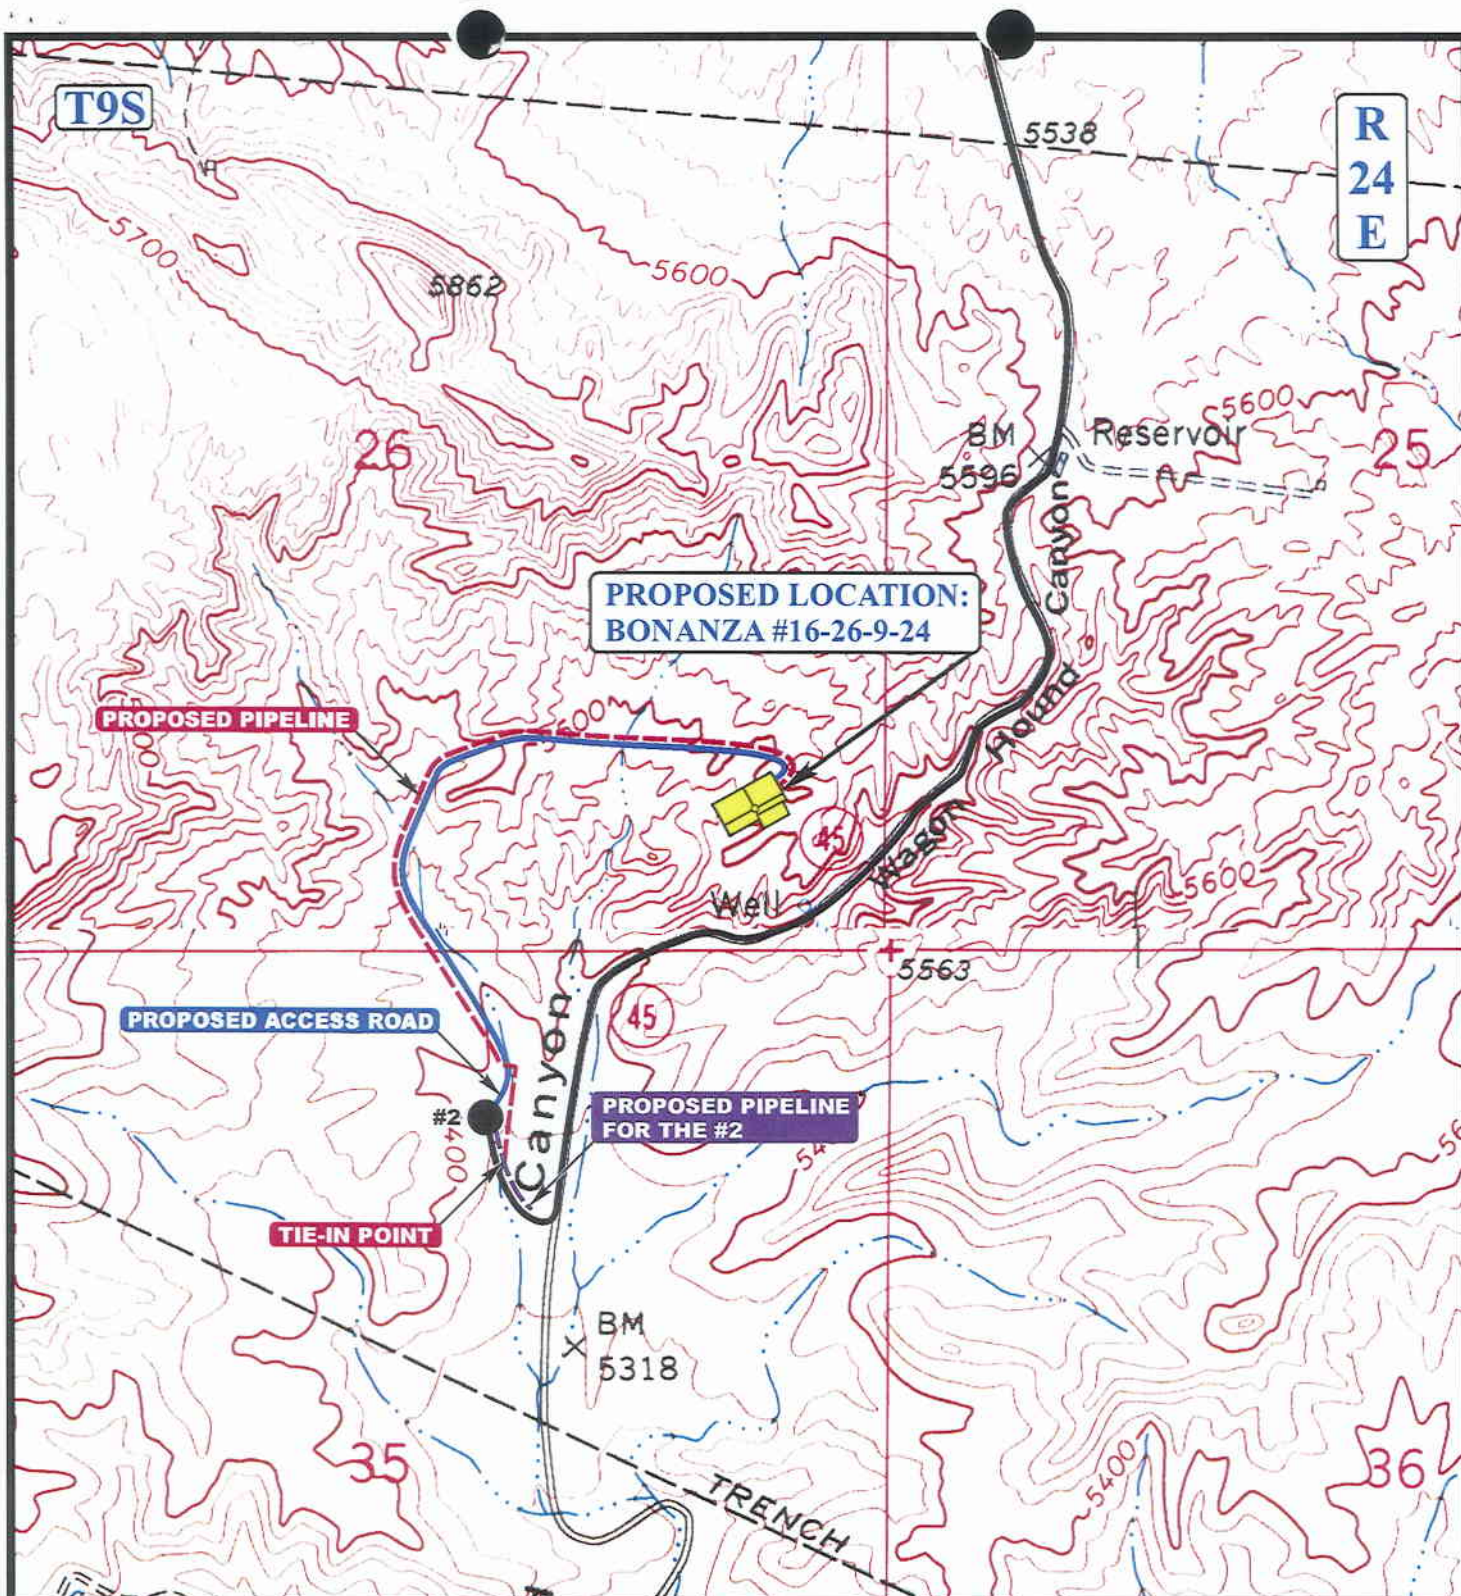 T9S
R
24
E
5538
5700
5862
5600
5600
26
BM
5596
Reservoir
25
Canyon
PROPOSED LOCATION:
BONANZA #16-26-9-24
Hound
PROPOSED PIPELINE
45
Wagon
Well
5600
5563
PROPOSED ACCESS ROAD
45
Canyon
#2
PROPOSED PIPELINE
FOR THE #2
TIE-IN POINT
BM
5318
35
TRENCH
5400
36